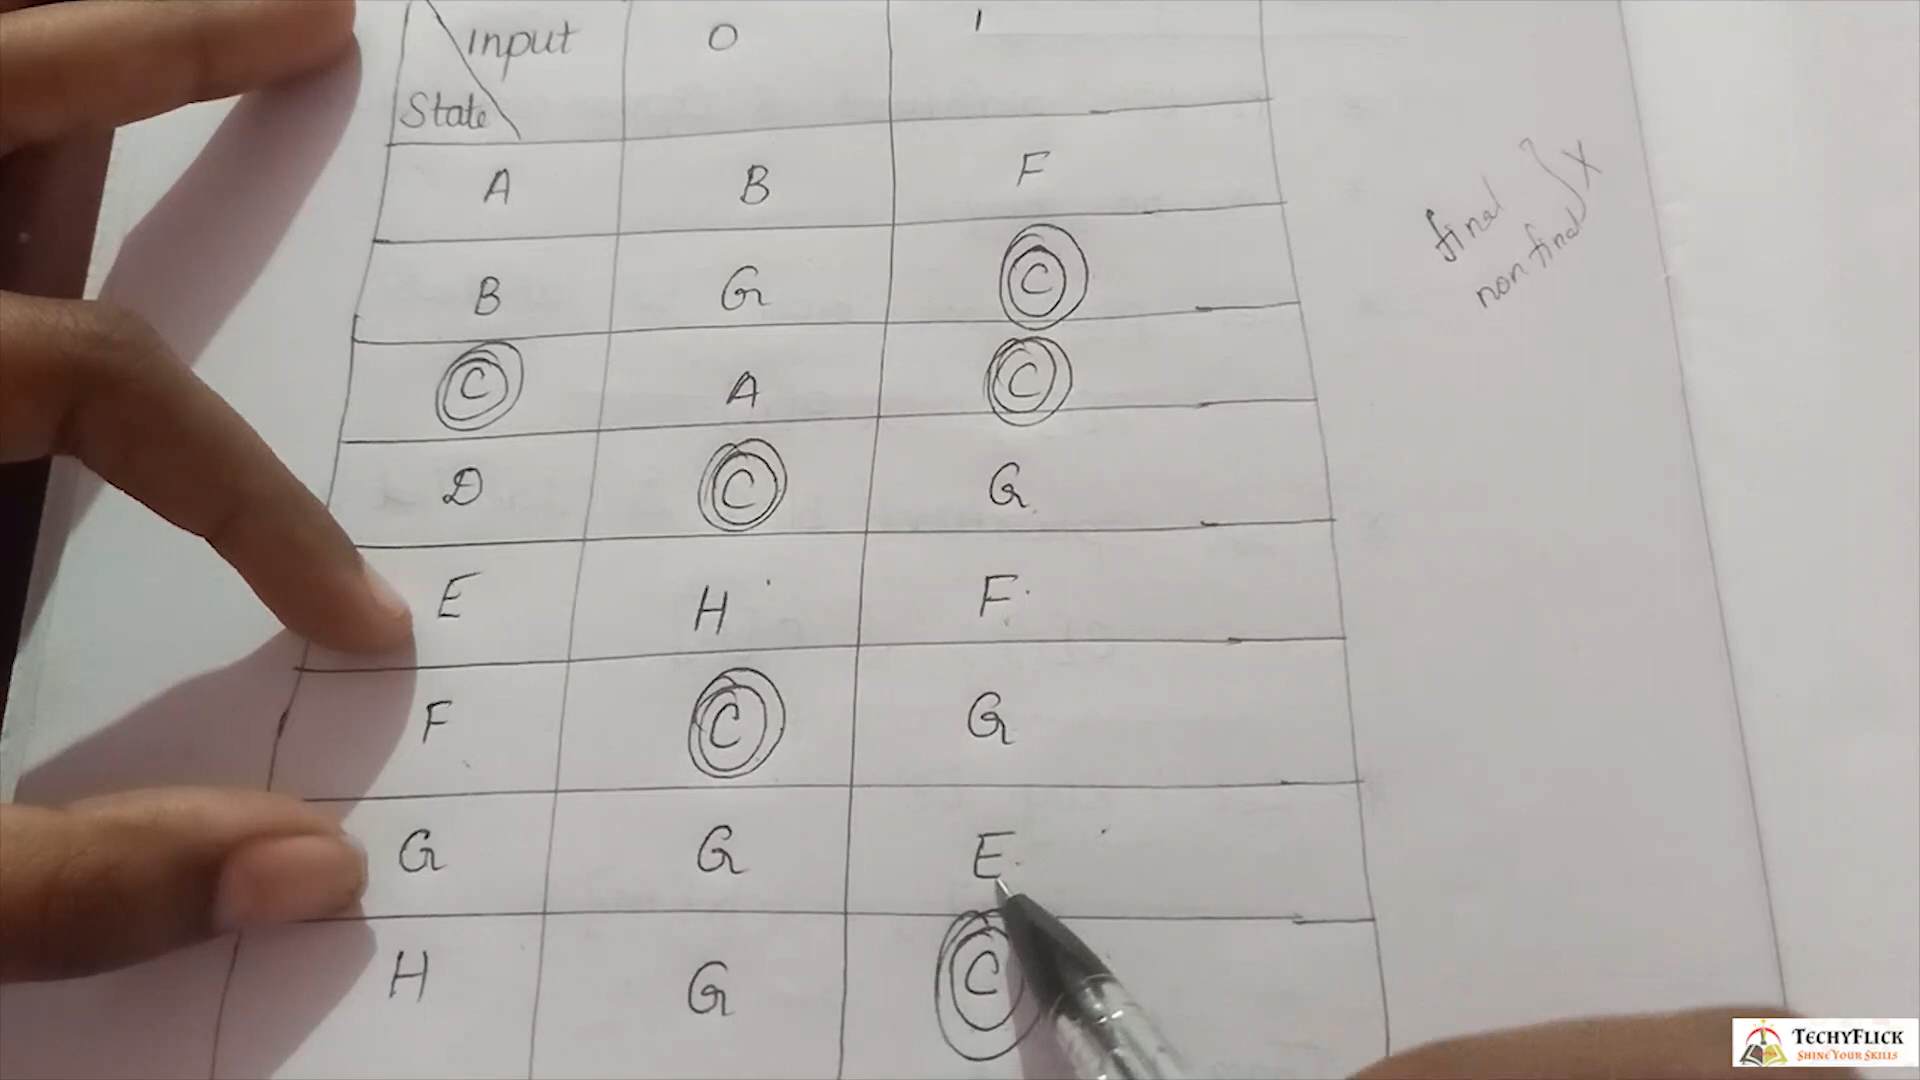 Input 0 1
State
A B F
B G C
C A C
D C G
E H F
F C G
G G E
H G C
final
non final } X
TECHYFLICK
SHINE YOUR SKILLS